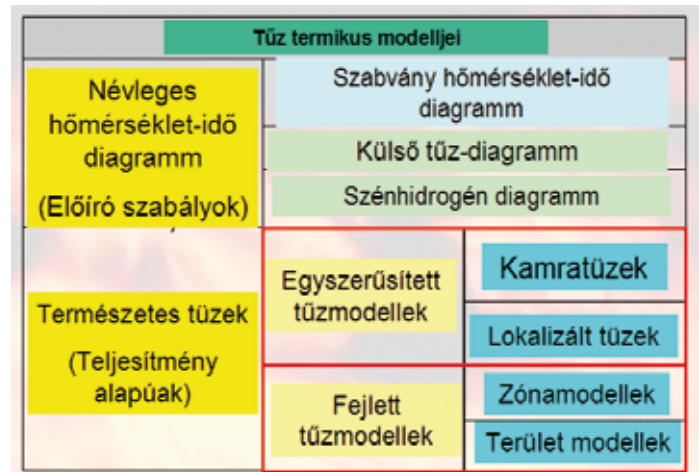 Tűz termikus modelljei
Névleges
hőmérséklet-idő
diagramm
(Előíró szabályok)
Szabvány hőmérséklet-idő
diagramm
Külső tűz-diagramm
Szénhidrogén diagramm
Természetes tüzek
(Teljesítmény
alapúak)
Egyszerűsített
tűzmodellek
Kamratüzek
Lokalizált tüzek
Fejlett
tűzmodellek
Zónamodellek
Terület modellek